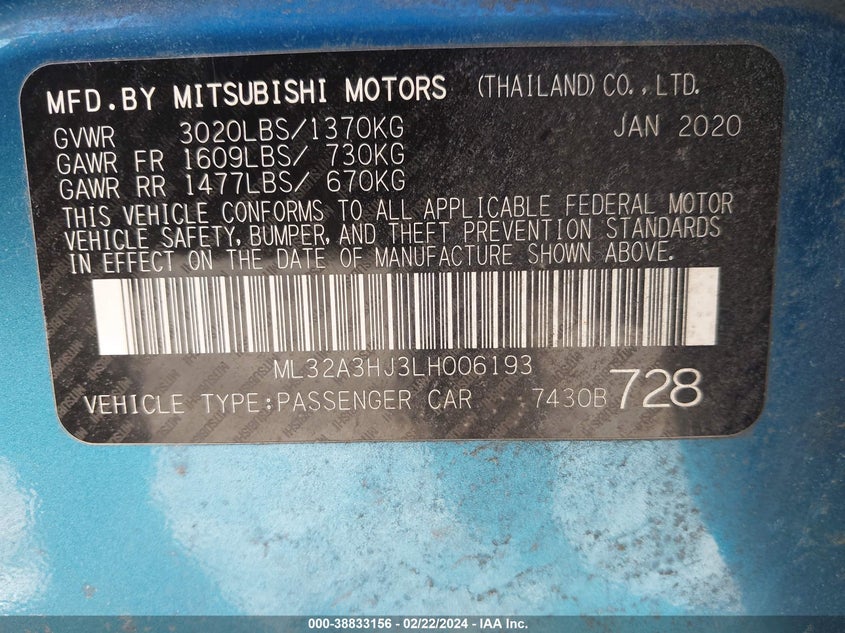 MFD.BY MITSUBISHI MOTORS (THAILAND) CO.,LTD.
GVWR 3020LBS/1370KG JAN 2020
GAWR FR 1609LBS/ 730KG
GAWR RR 1477LBS/ 670KG
THIS VEHICLE CONFORMS TO ALL APPLICABLE FEDERAL MOTOR
VEHICLE SAFETY, BUMPER, AND THEFT PREVENTION STANDARDS
IN EFFECT ON THE DATE OF MANUFACTURE SHOWN ABOVE.
ML32A3HJ3LH006193
VEHICLE TYPE:PASSENGER CAR 7430B 728
000-38833156 - 02/22/2024 - IAA Inc.